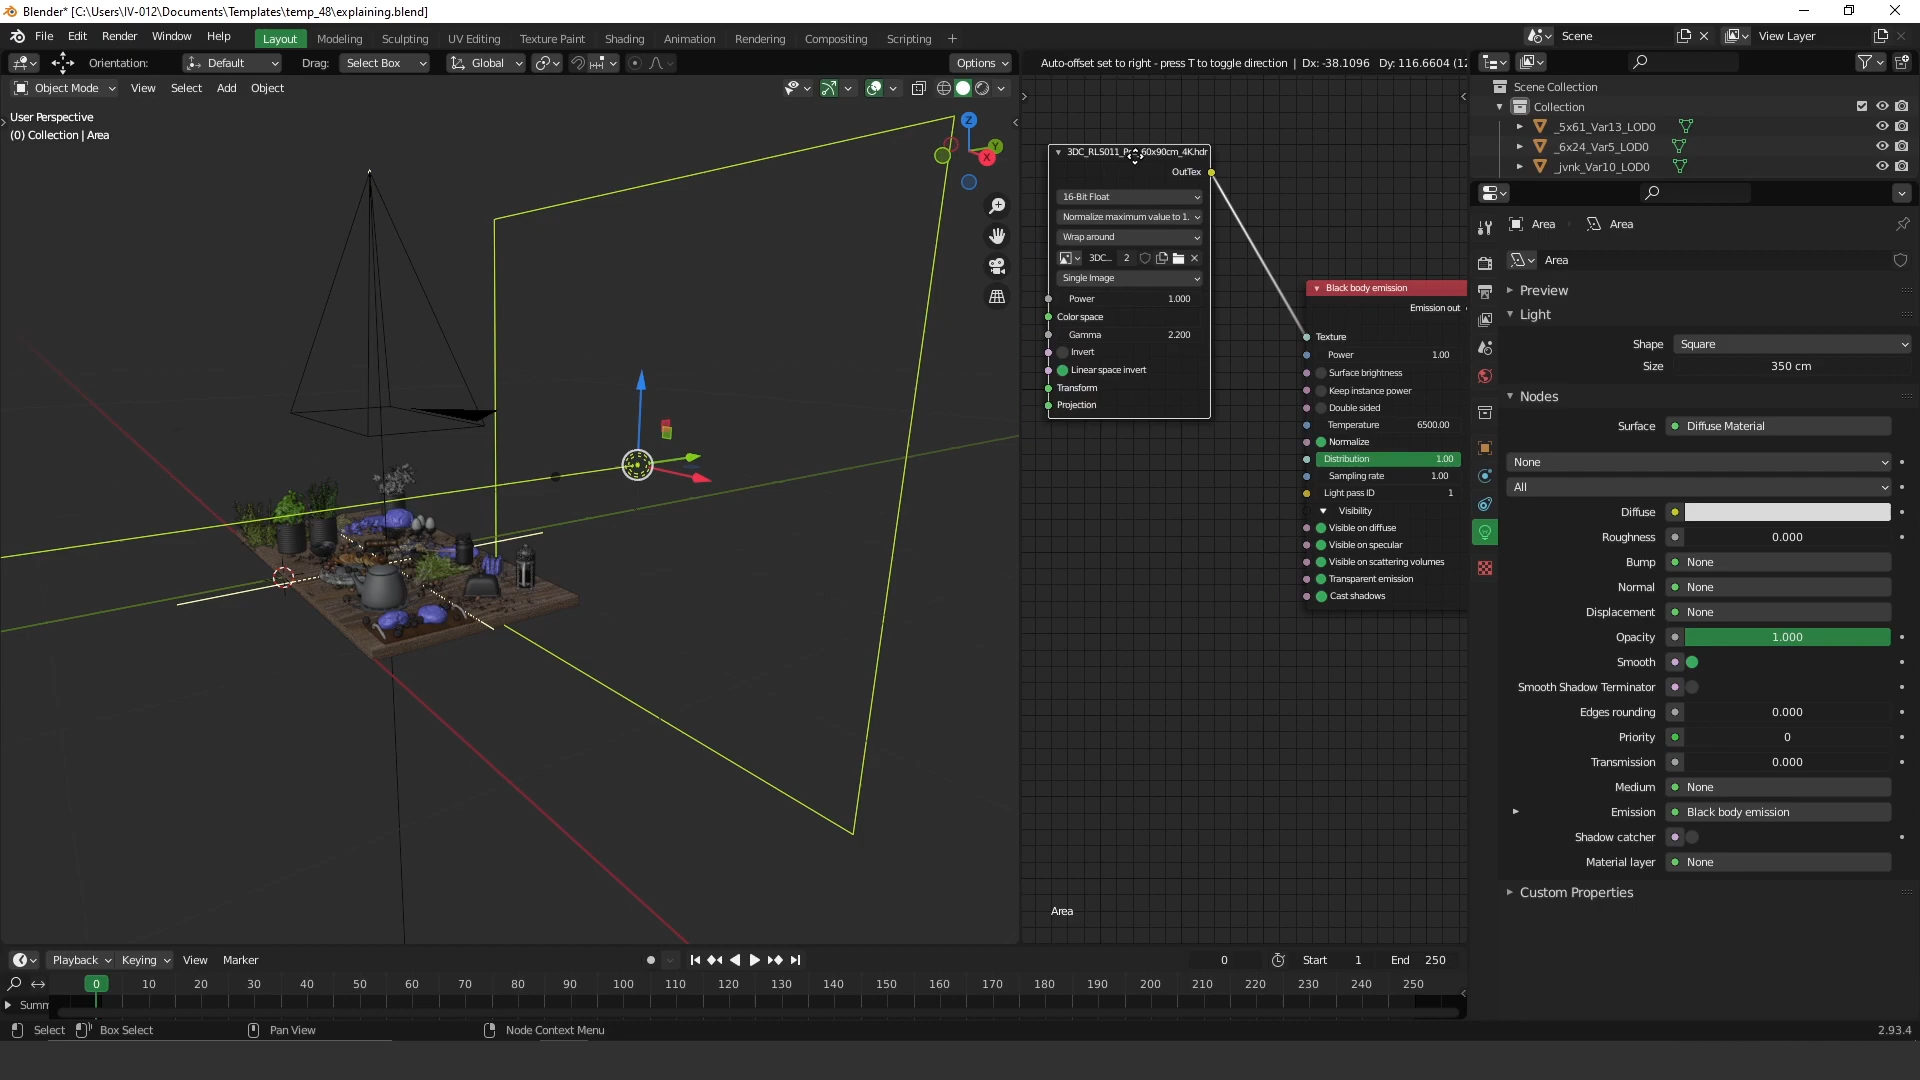 Blender* [C:\Users\IV-012\Documents\Templates\temp_48\explaining.blend]
File Edit Render Window Help
Layout Modeling Sculpting UV Editing Texture Paint Shading Animation Rendering Compositing Scripting
Scene View Layer
Orientation: Default Drag: Select Box Global Options
Auto-offset set to right - press T to toggle direction | Dx: -38.1096 Dy: 116.6604 (12
Object Mode View Select Add Object
User Perspective
(0) Collection | Area
Z
Y
X
3DC_RLS011_ 60x90cm_4K.hdr
OutTex
16-Bit Float
Normalize maximum value to 1.
Wrap around
3DC... 2
Single Image
Power 1.000
Color space
Gamma 2.200
Invert
Linear space invert
Transform
Projection
Black body emission
Emission out
Texture
Power 1.00
Surface brightness
Keep instance power
Double sided
Temperature 6500.00
Normalize
Distribution 1.00
Sampling rate 1.00
Light pass ID 1
Visibility
Visible on diffuse
Visible on specular
Visible on scattering volumes
Transparent emission
Cast shadows
Area
Scene Collection
Collection
_5x61_Var13_LOD0
_6x24_Var5_LOD0
_jvnk_Var10_LOD0
Area Area
Area
Preview
Light
Shape Square
Size 350 cm
Nodes
Surface Diffuse Material
None
All
Diffuse
Roughness 0.000
Bump None
Normal None
Displacement None
Opacity 1.000
Smooth
Smooth Shadow Terminator
Edges rounding 0.000
Priority 0
Transmission 0.000
Medium None
Emission Black body emission
Shadow catcher
Material layer None
Custom Properties
Playback Keying View Marker
0 Start 1 End 250
0 10 20 30 40 50 60 70 80 90 100 110 120 130 140 150 160 170 180 190 200 210 220 230 240 250
Summ
Select Box Select Pan View Node Context Menu
2.93.4